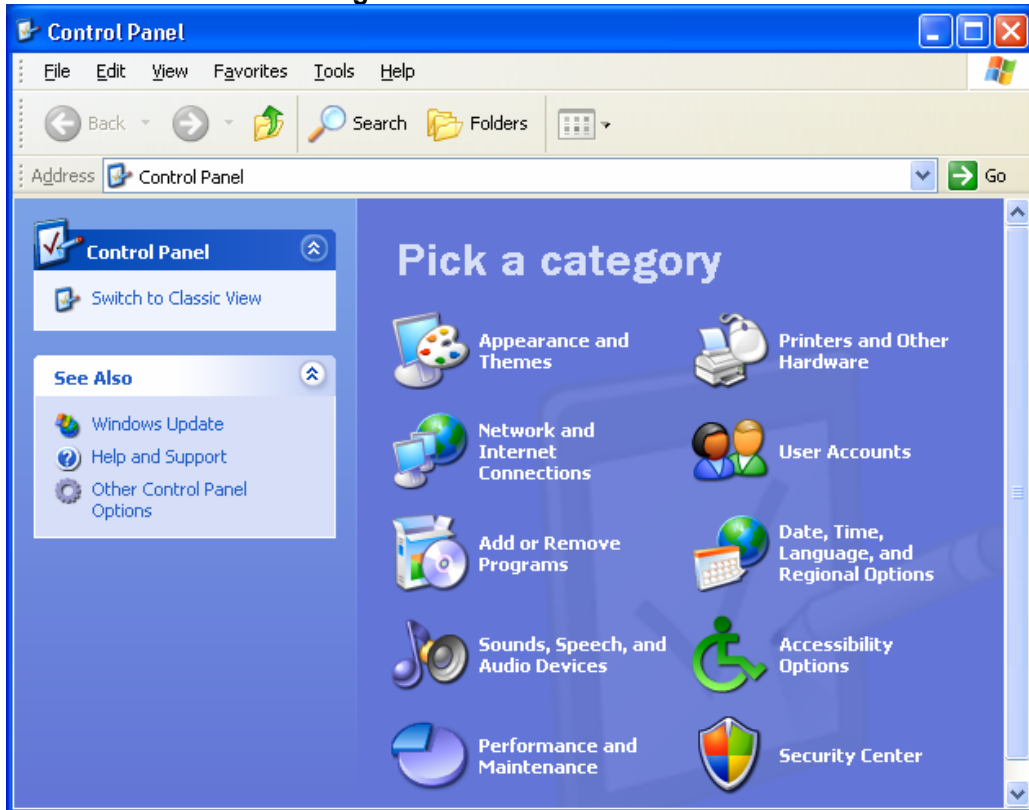 Control Panel
File Edit View Favorites Tools Help
Back Search Folders
Address Control Panel Go
Control Panel
Switch to Classic View
See Also
Windows Update
Help and Support
Other Control Panel
Options
Pick a category
Appearance and
Themes
Printers and Other
Hardware
Network and
Internet
Connections
User Accounts
Add or Remove
Programs
Date, Time,
Language, and
Regional Options
Sounds, Speech, and
Audio Devices
Accessibility
Options
Performance and
Maintenance
Security Center